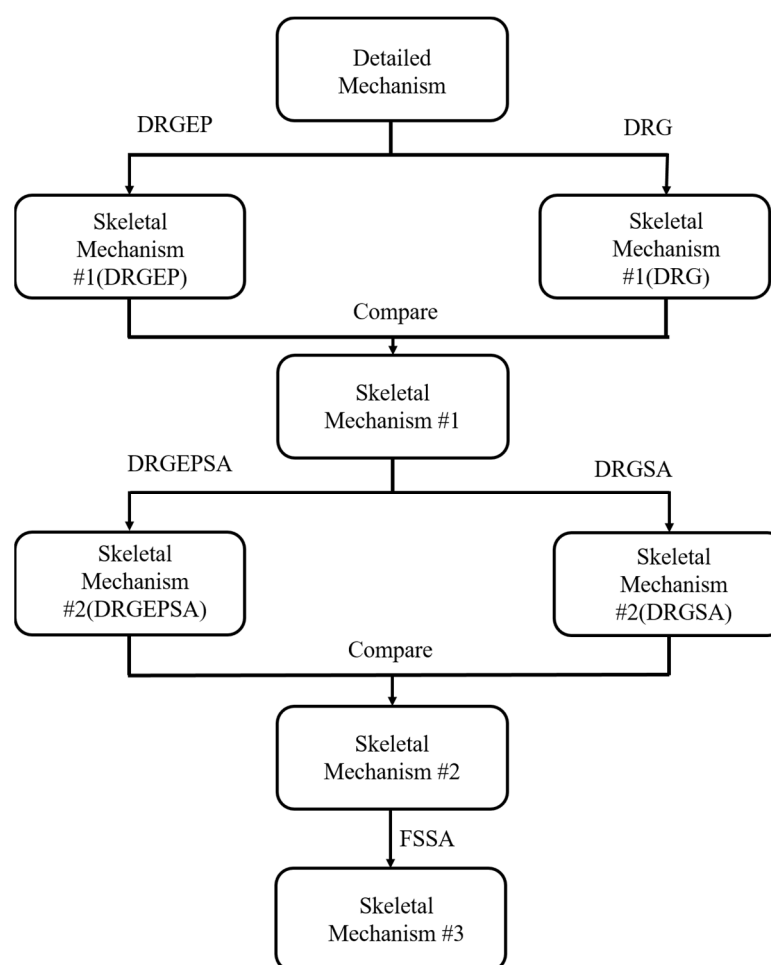 Detailed
Mechanism
DRGEP
DRG
Skeletal
Mechanism
#1(DRGEP)
Skeletal
Mechanism
#1(DRG)
Compare
Skeletal
Mechanism #1
DRGEPSA
DRGSA
Skeletal
Mechanism
#2(DRGEPSA)
Skeletal
Mechanism
#2(DRGSA)
Compare
Skeletal
Mechanism #2
FSSA
Skeletal
Mechanism #3